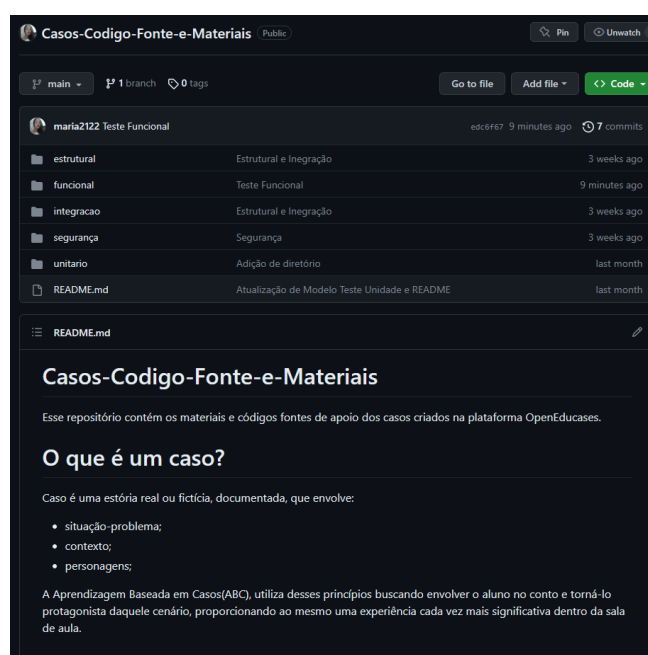 Casos-Codigo-Fonte-e-Materiais Public Pin Unwatch
main 1 branch 0 tags Go to file Add file <> Code
maria2122 Teste Funcional edc6f67 9 minutes ago 7 commits
estrutural Estrutural e Inegração 3 weeks ago
funcional Teste Funcional 9 minutes ago
integracao Estrutural e Inegração 3 weeks ago
segurança Segurança 3 weeks ago
unitario Adição de diretório last month
README.md Atualização de Modelo Teste Unidade e README last month
README.md
Casos-Codigo-Fonte-e-Materiais
Esse repositório contém os materiais e códigos fontes de apoio dos casos criados na plataforma OpenEducases.
O que é um caso?
Caso é uma estória real ou fictícia, documentada, que envolve:
• situação-problema;
• contexto;
• personagens;
A Aprendizagem Baseada em Casos(ABC), utiliza desses princípios buscando envolver o aluno no conto e torná-lo
protagonista daquele cenário, proporcionando ao mesmo uma experiência cada vez mais significativa dentro da sala
de aula.